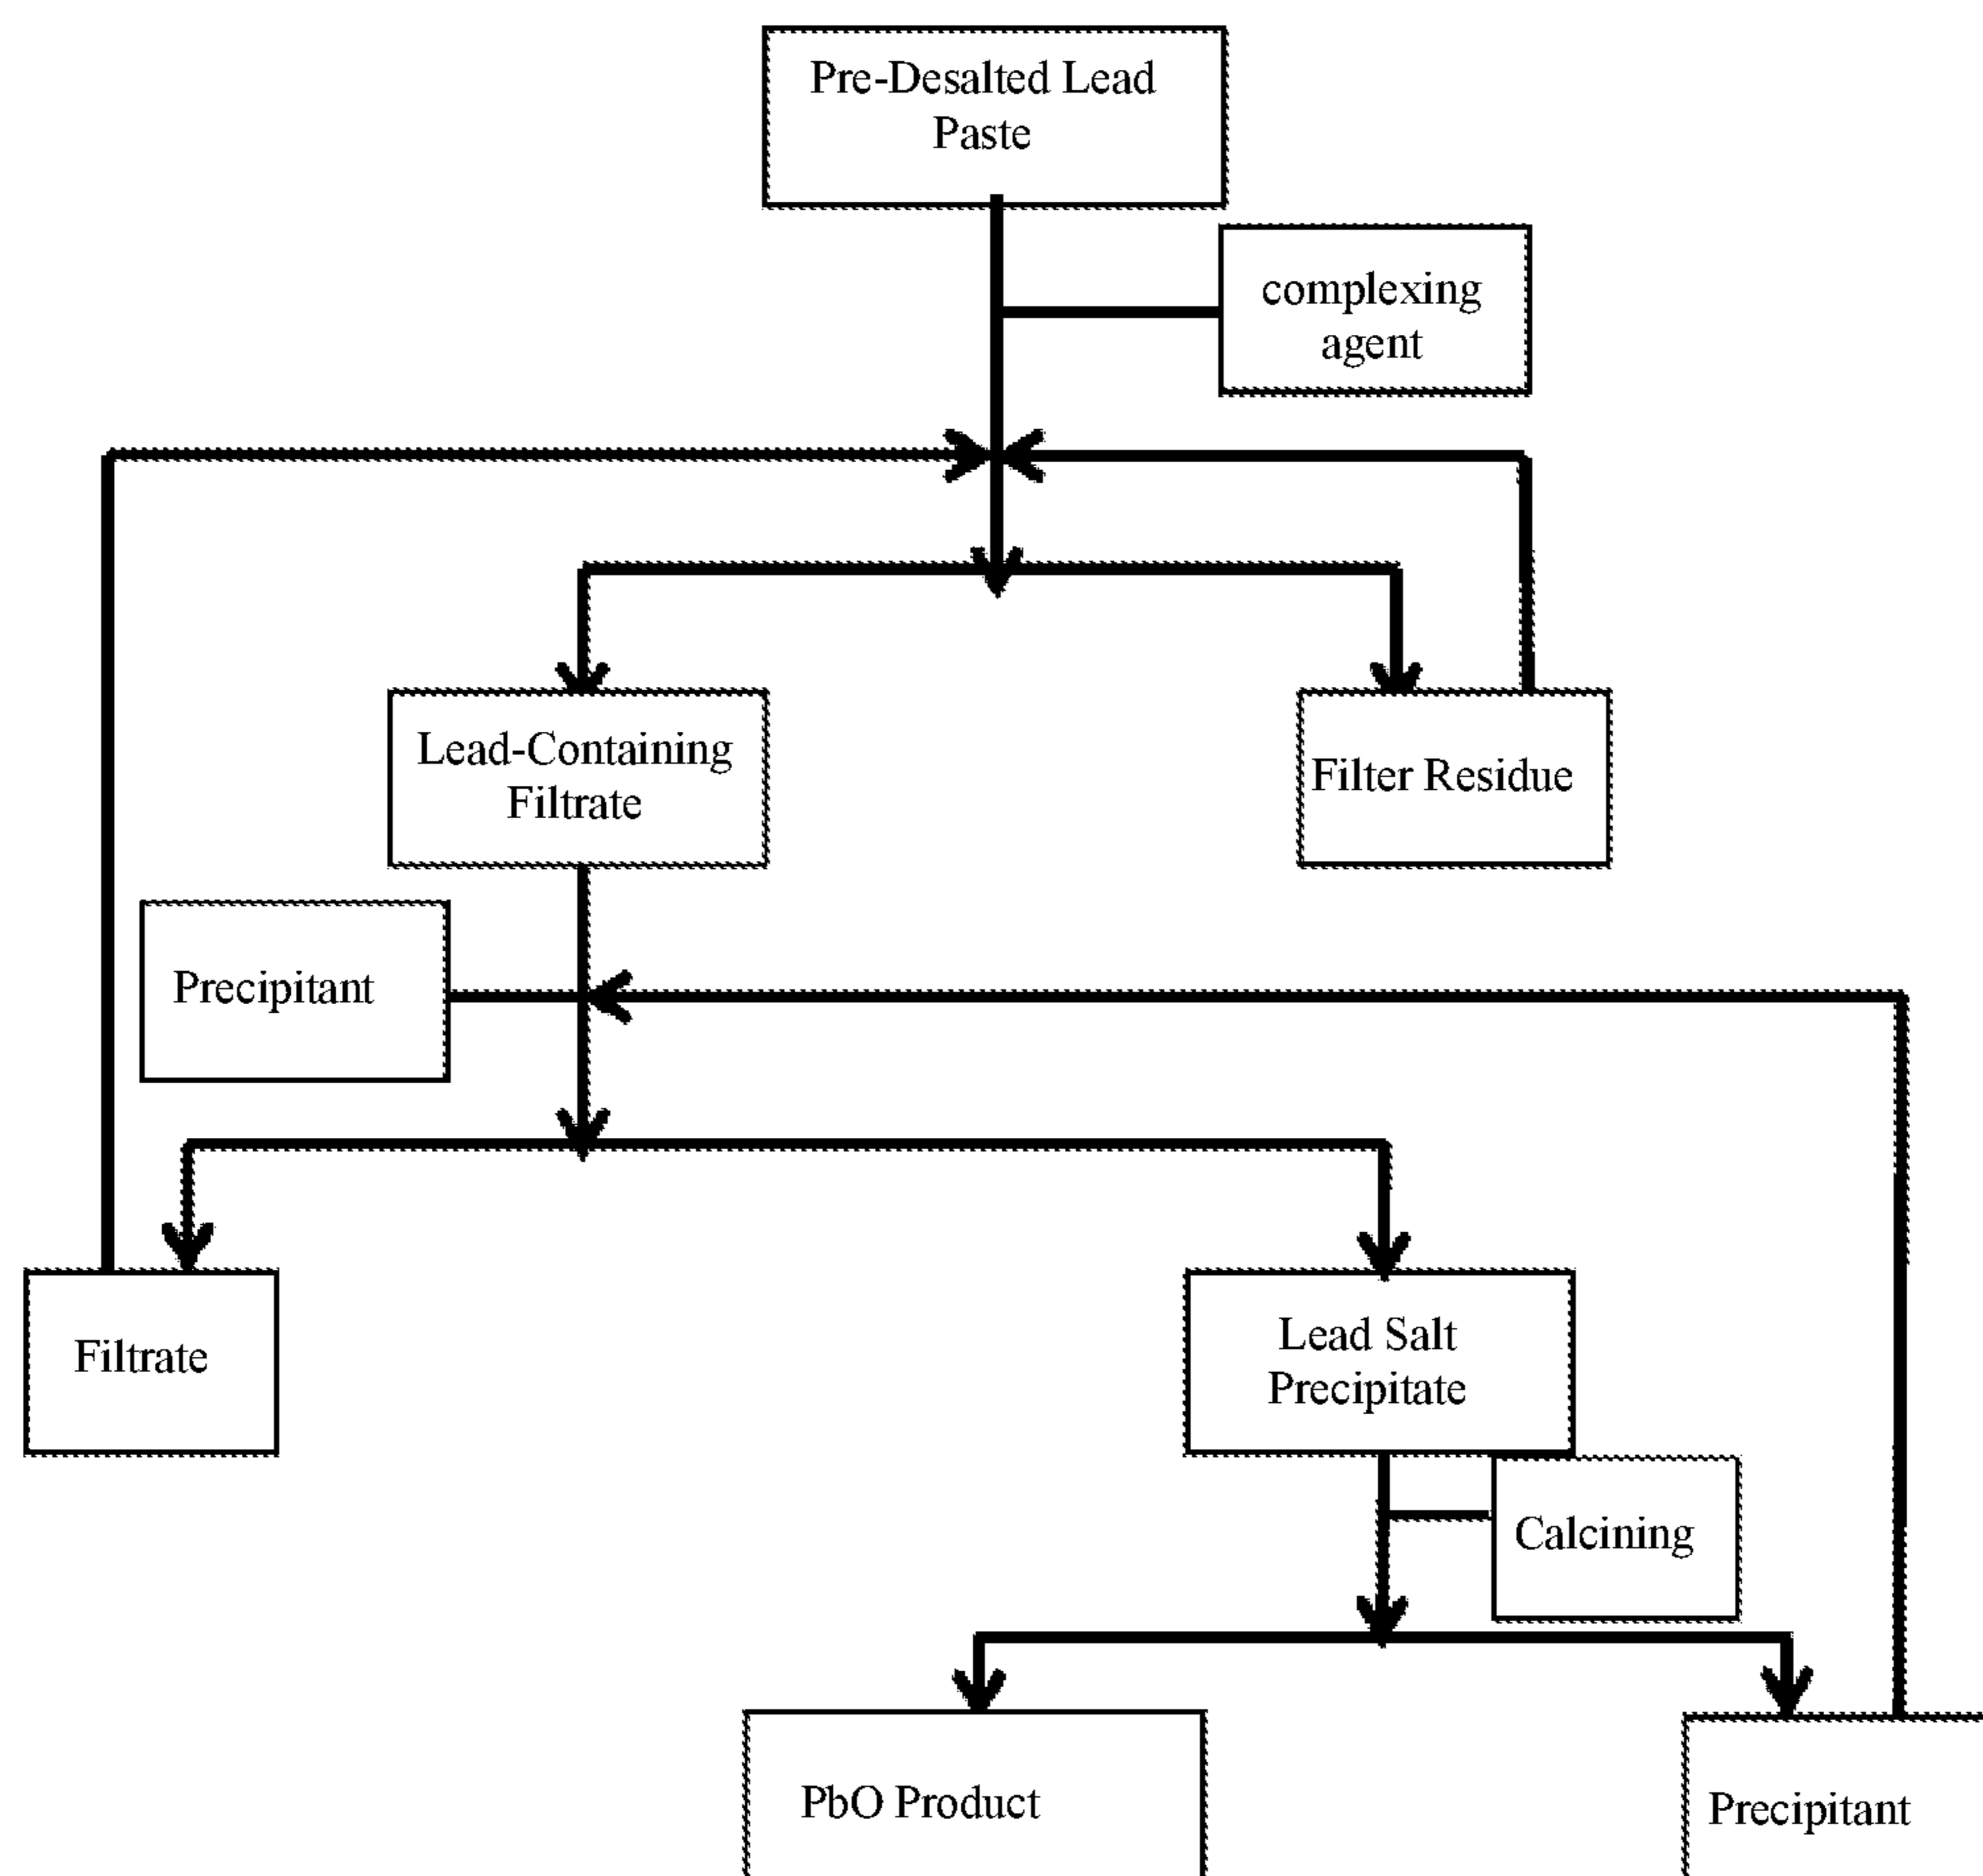 Pre-Desalted Lead
Paste
complexing
agent
Lead-Containing
Filtrate
Filter Residue
Precipitant
Filtrate
Lead Salt
Precipitate
Calcining
PbO Product
Precipitant